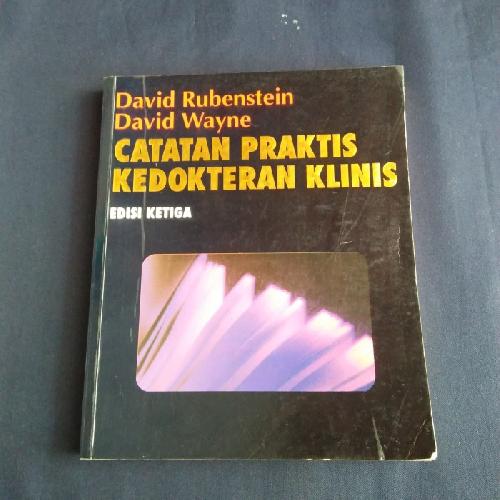 David Rubenstein
David Wayne
CATATAN PRAKTIS
KEDOKTERAN KLINIS
EDISI KETIGA